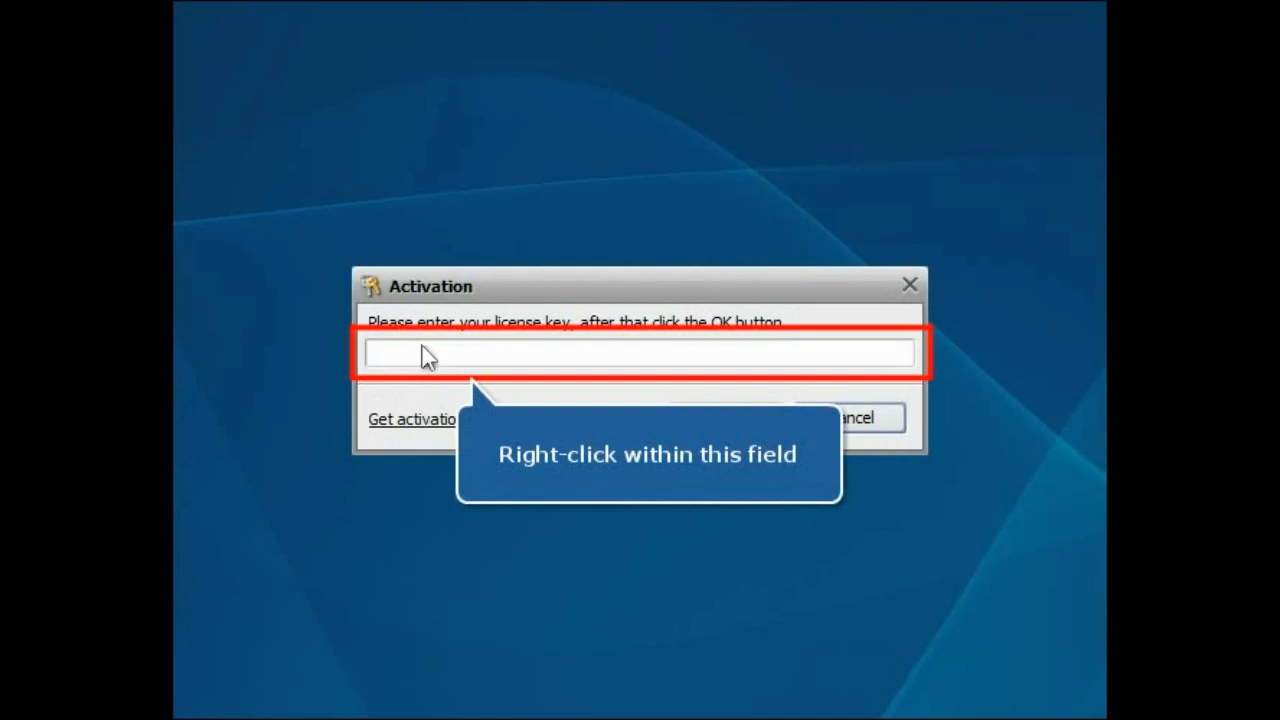 Activation
Please enter your license key, after that click the OK button
Get activatio
ancel
Right-click within this field